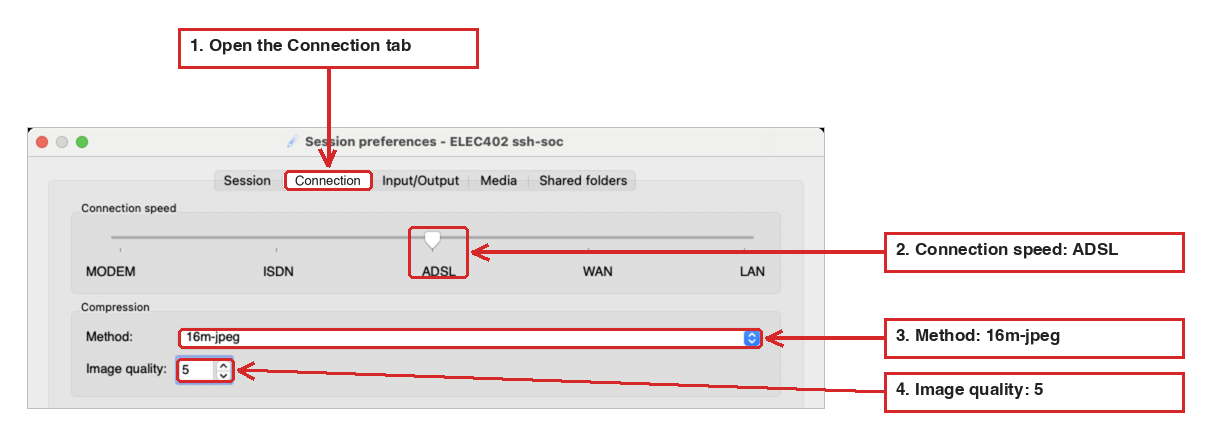 1. Open the Connection tab
Session preferences - ELEC402 ssh-soc
Session Connection Input/Output Media Shared folders
Connection speed
MODEM ISDN ADSL WAN LAN
2. Connection speed: ADSL
Compression
Method: 16m-jpeg
3. Method: 16m-jpeg
Image quality: 5
4. Image quality: 5